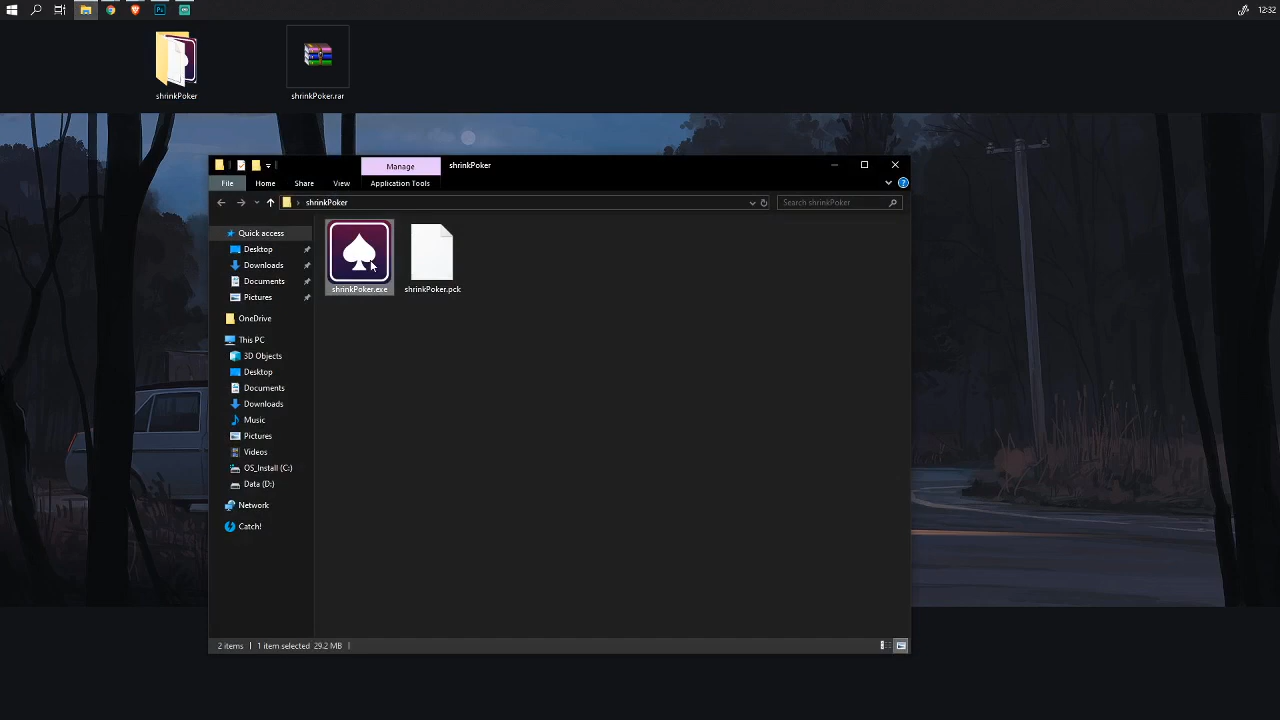 12:32
shrinkPoker
shrinkPoker.rar
Manage
shrinkPoker
File
Home
Share
View
Application Tools
shrinkPoker
Search shrinkPoker
Quick access
Desktop
Downloads
Documents
Pictures
OneDrive
This PC
3D Objects
Desktop
Documents
Downloads
Music
Pictures
Videos
OS_Install (C:)
Data (D:)
Network
Catch!
shrinkPoker.exe
shrinkPoker.pck
2 items
1 item selected 29.2 MB